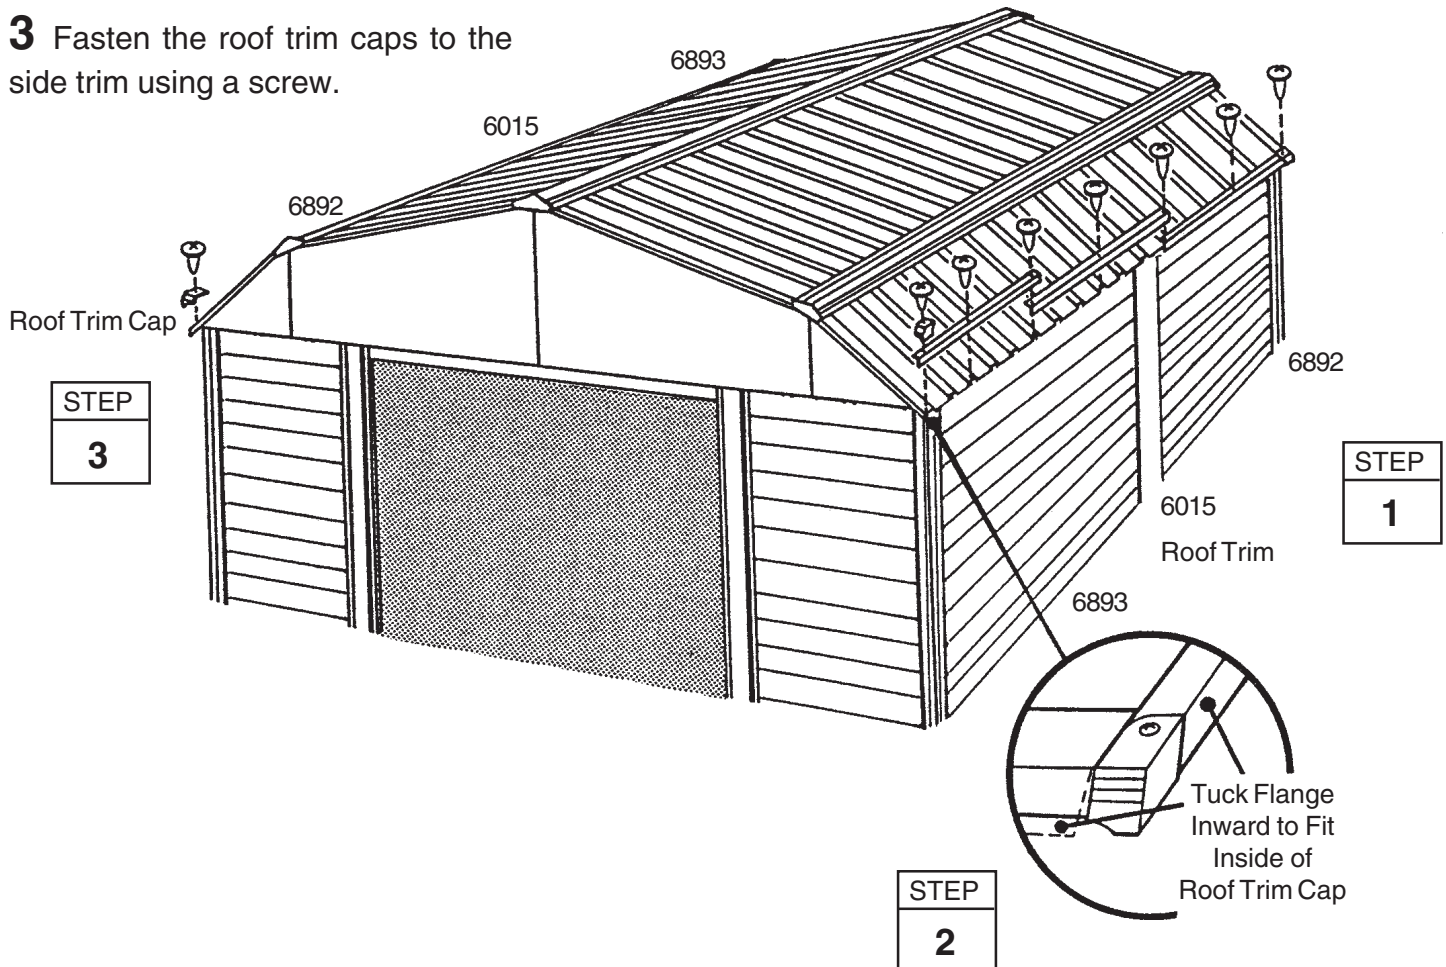 3 Fasten the roof trim caps to the
side trim using a screw.
6893
6015
6892
Roof Trim Cap
STEP
3
6892
STEP
1
6015
Roof Trim
6893
Tuck Flange
Inward to Fit
Inside of
Roof Trim Cap
STEP
2